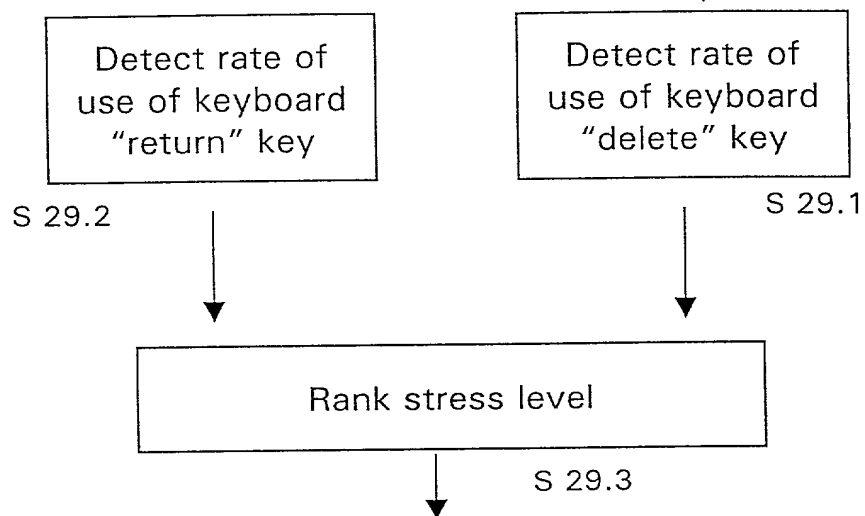 Detect rate of
use of keyboard
“return” key
Detect rate of
use of keyboard
“delete” key
S 29.2
S 29.1
Rank stress level
S 29.3